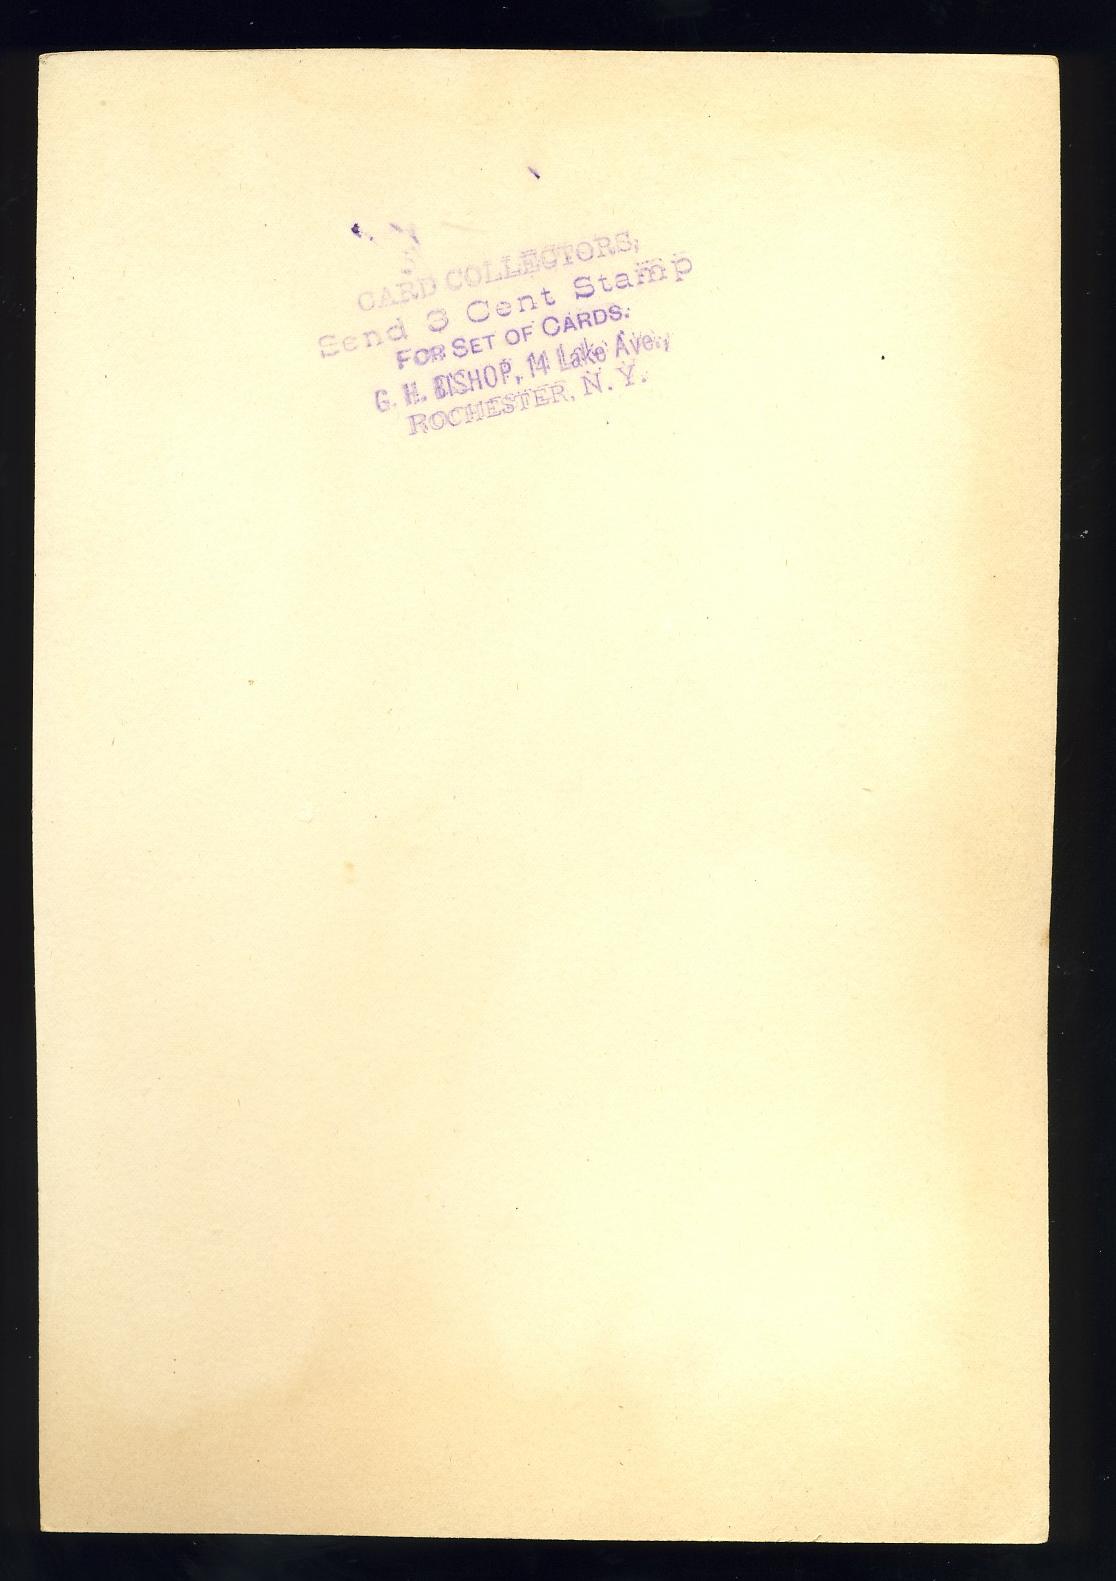 CARD COLLECTORS,
Send 3 Cent Stamp
FOR SET OF CARDS.
G. H. BISHOP, 14 Lake Ave.,
ROCHESTER, N. Y.